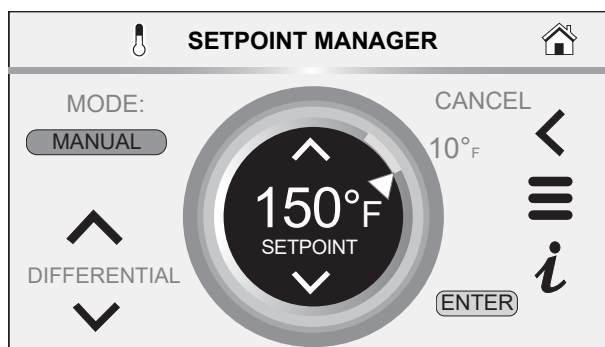 SETPOINT MANAGER
MODE:
MANUAL
CANCEL
10°F
150°F
SETPOINT
DIFFERENTIAL
ENTER
i